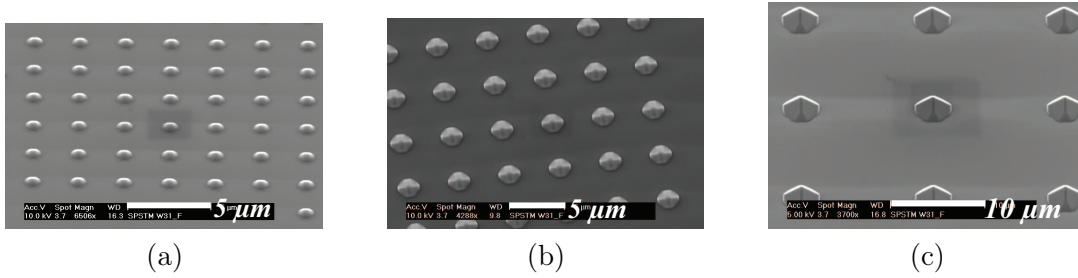 Acc.V Spot Magn WD
10.0 kV 3.7 6506x 16.3 SPSTM W31_F
5 µm
Acc.V Spot Magn WD
10.0 kV 3.7 4288x 9.8 SPSTM W31_F
5 µm
Acc.V Spot Magn WD
5.00 kV 3.7 3700x 16.8 SPSTM W31_F
10 µm
(a) (b) (c)